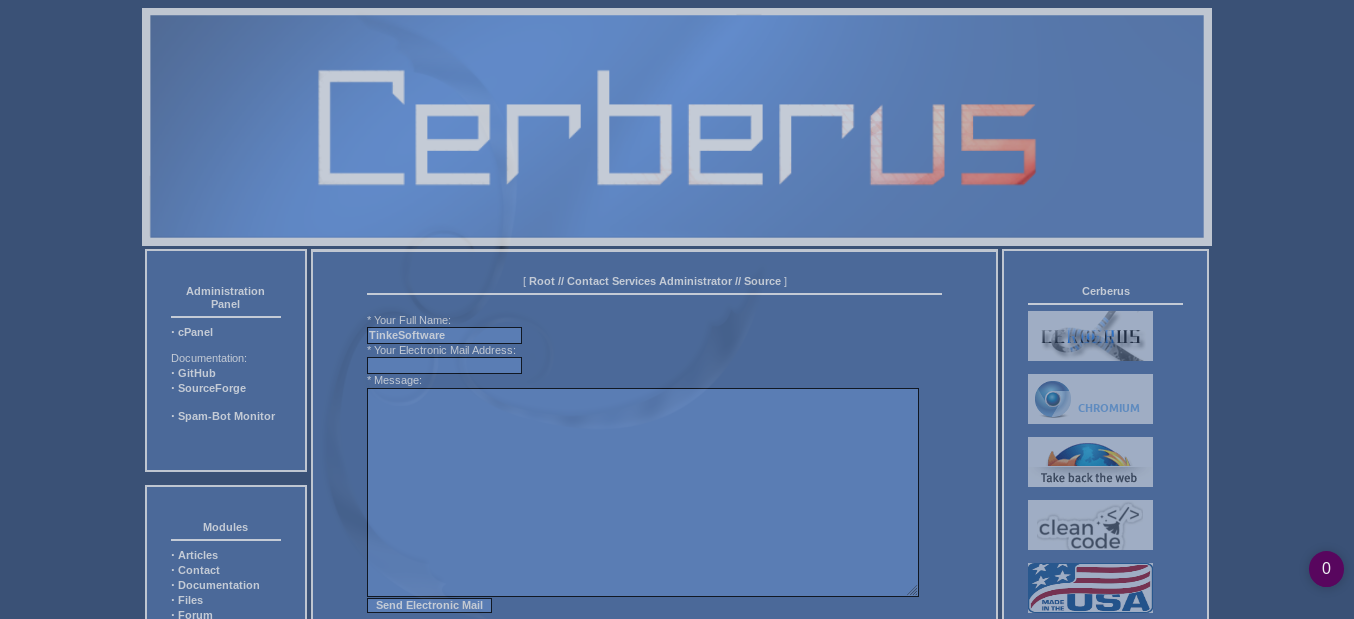 Cerberus
Administration
Panel
· cPanel
Documentation:
· GitHub
· SourceForge
· Spam-Bot Monitor
Modules
· Articles
· Contact
· Documentation
· Files
· Forum
[ Root // Contact Services Administrator // Source ]
* Your Full Name:
TinkeSoftware
* Your Electronic Mail Address:
* Message:
Send Electronic Mail
Cerberus
CERBERUS
CHROMIUM
Take back the web
clean </>
code
MADE
IN THE
USA
0